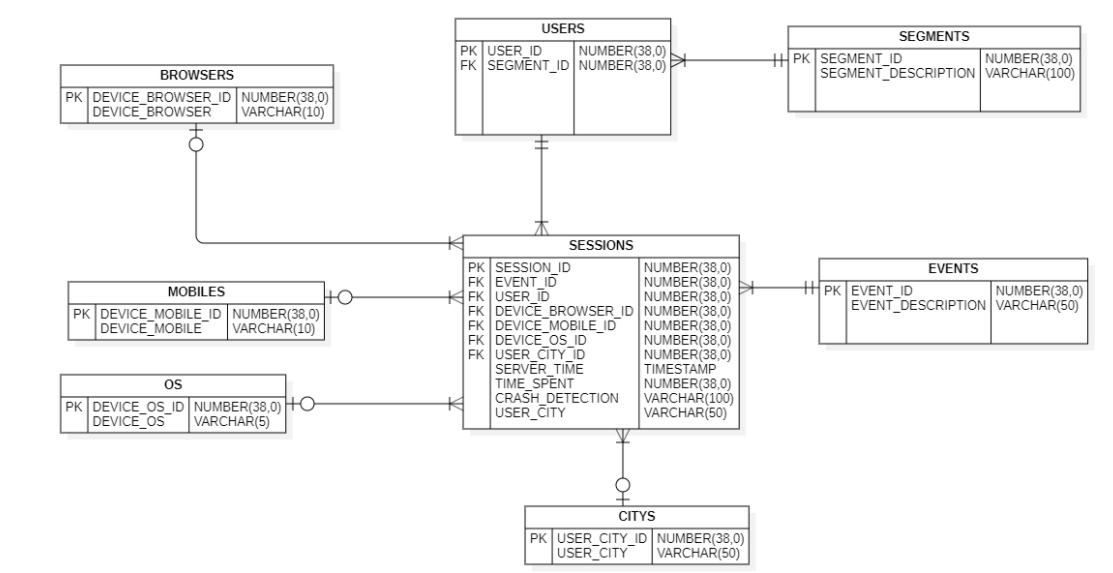 USERS
PK USER_ID NUMBER(38,0)
FK SEGMENT_ID NUMBER(38,0)
SEGMENTS
PK SEGMENT_ID NUMBER(38,0)
SEGMENT_DESCRIPTION VARCHAR(100)
BROWSERS
PK DEVICE_BROWSER_ID NUMBER(38,0)
DEVICE_BROWSER VARCHAR(10)
SESSIONS
PK SESSION_ID NUMBER(38,0)
FK EVENT_ID NUMBER(38,0)
FK USER_ID NUMBER(38,0)
FK DEVICE_BROWSER_ID NUMBER(38,0)
FK DEVICE_MOBILE_ID NUMBER(38,0)
FK DEVICE_OS_ID NUMBER(38,0)
FK USER_CITY_ID NUMBER(38,0)
SERVER_TIME TIMESTAMP
TIME_SPENT NUMBER(38,0)
CRASH_DETECTION VARCHAR(100)
USER_CITY VARCHAR(50)
EVENTS
PK EVENT_ID NUMBER(38,0)
EVENT_DESCRIPTION VARCHAR(50)
MOBILES
PK DEVICE_MOBILE_ID NUMBER(38,0)
DEVICE_MOBILE VARCHAR(10)
OS
PK DEVICE_OS_ID NUMBER(38,0)
DEVICE_OS VARCHAR(5)
CITYS
PK USER_CITY_ID NUMBER(38,0)
USER_CITY VARCHAR(50)